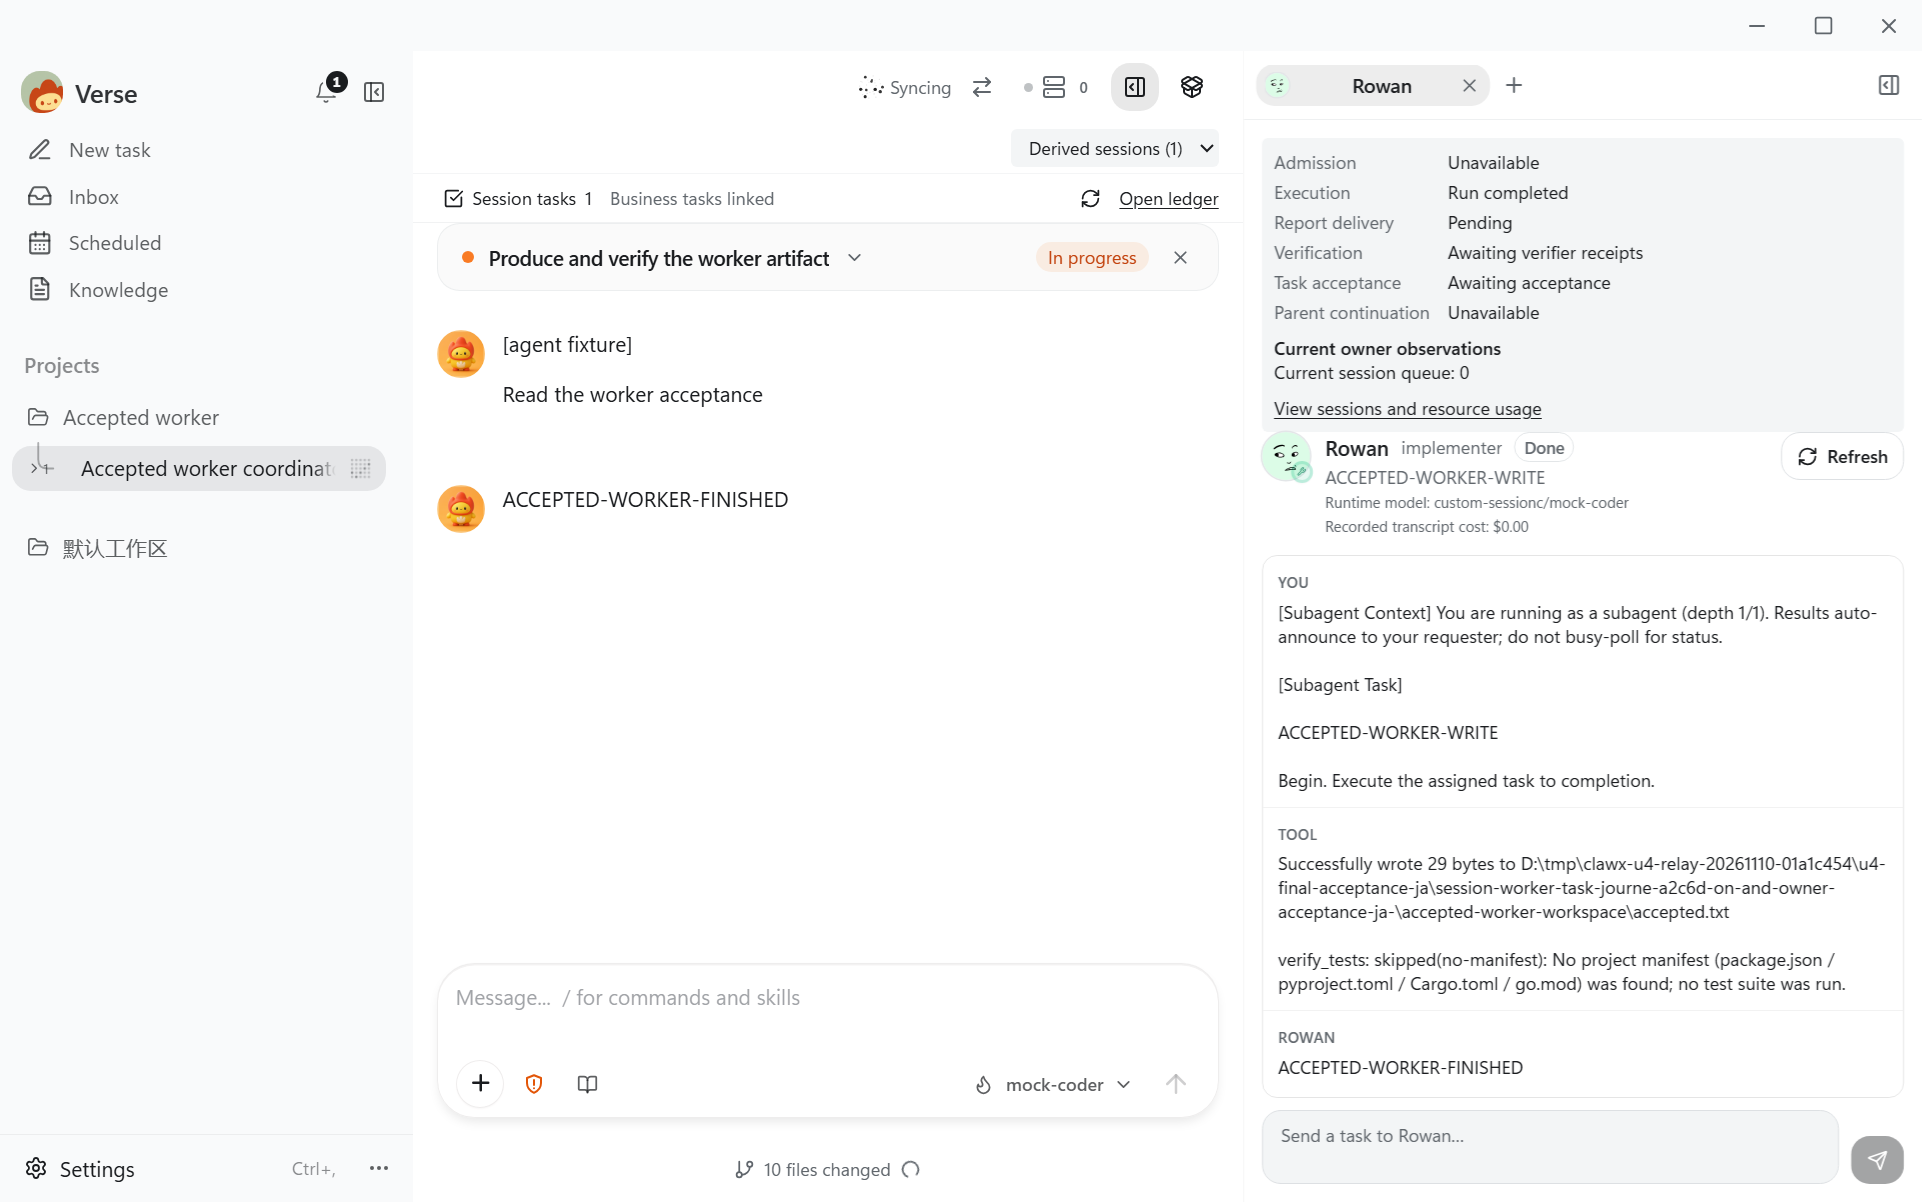 Verse
1
New task
Inbox
Scheduled
Knowledge
Projects
Accepted worker
Accepted worker coordinat
默认工作区
Settings
Ctrl+,
Syncing
0
Derived sessions (1)
Session tasks 1
Business tasks linked
Open ledger
Produce and verify the worker artifact
In progress
[agent fixture]
Read the worker acceptance
ACCEPTED-WORKER-FINISHED
Message... / for commands and skills
mock-coder
10 files changed
Rowan
Admission Unavailable
Execution Run completed
Report delivery Pending
Verification Awaiting verifier receipts
Task acceptance Awaiting acceptance
Parent continuation Unavailable
Current owner observations
Current session queue: 0
View sessions and resource usage
Rowan implementer Done
Refresh
ACCEPTED-WORKER-WRITE
Runtime model: custom-sessionc/mock-coder
Recorded transcript cost: $0.00
YOU
[Subagent Context] You are running as a subagent (depth 1/1). Results auto-
announce to your requester; do not busy-poll for status.
[Subagent Task]
ACCEPTED-WORKER-WRITE
Begin. Execute the assigned task to completion.
TOOL
Successfully wrote 29 bytes to D:\tmp\clawx-u4-relay-20261110-01a1c454\u4-
final-acceptance-ja\session-worker-task-journe-a2c6d-on-and-owner-
acceptance-ja-\accepted-worker-workspace\accepted.txt
verify_tests: skipped(no-manifest): No project manifest (package.json /
pyproject.toml / Cargo.toml / go.mod) was found; no test suite was run.
ROWAN
ACCEPTED-WORKER-FINISHED
Send a task to Rowan...